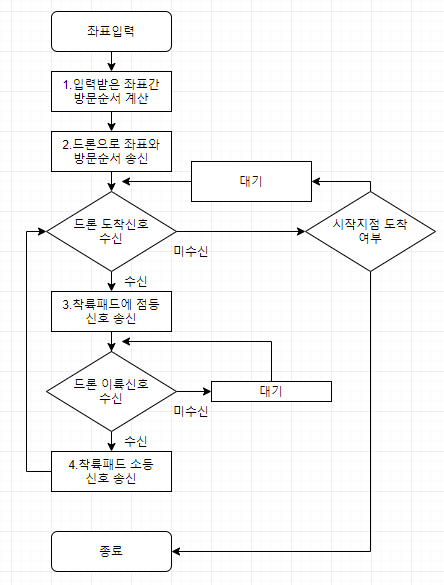 좌표입력
1.입력받은 좌표간
방문순서 계산
2.드론으로 좌표와
방문순서 송신
대기
드론 도착신호
수신
미수신
시작지점 도착
여부
수신
3.착륙패드에 점등
신호 송신
드론 이륙신호
수신
미수신
대기
수신
4.착륙패드 소등
신호 송신
종료